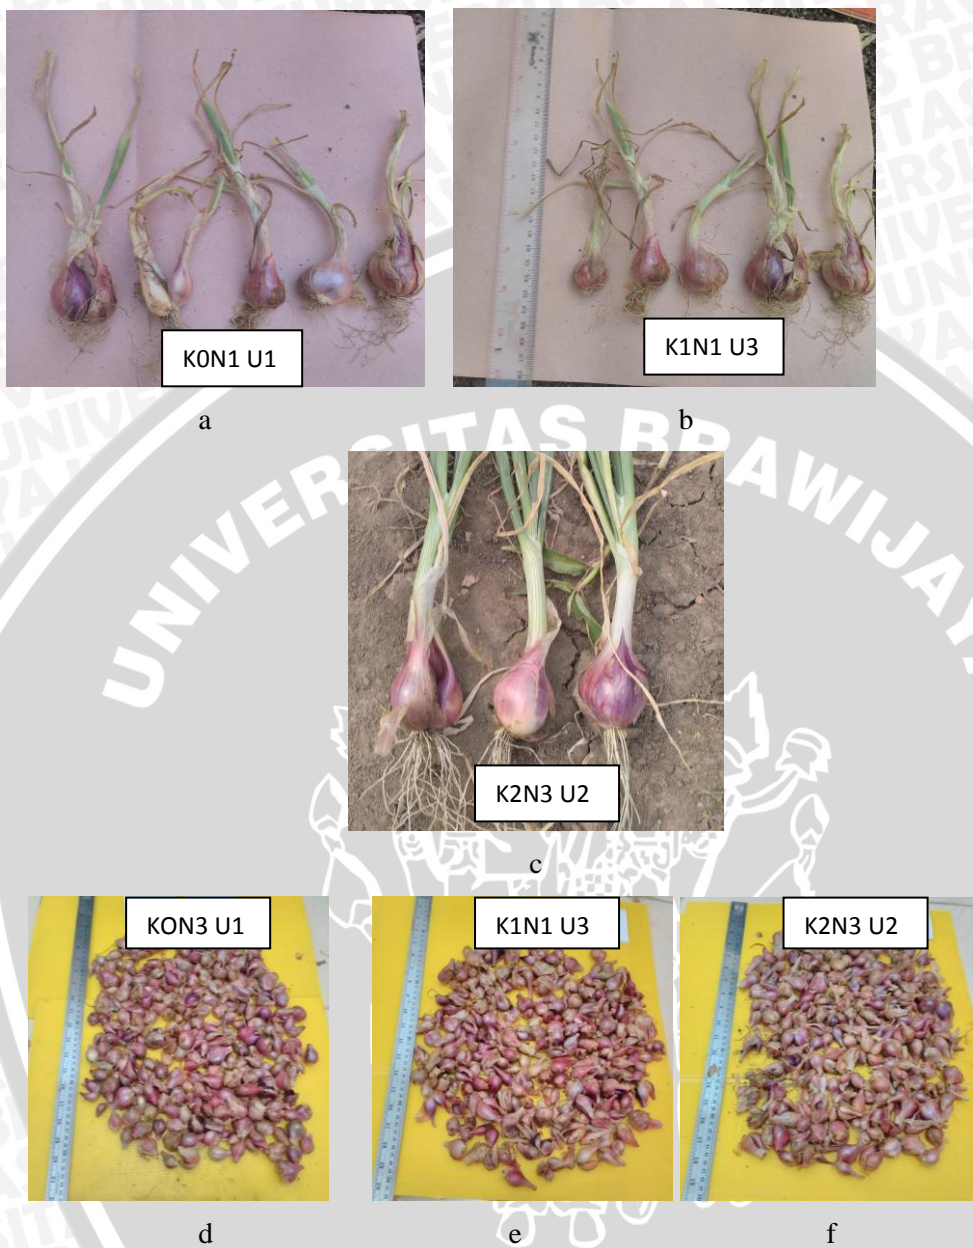 K0N1 U1
K1N1 U3
a
b
UNIVERSITAS BRAWIJAYA
K2N3 U2
c
KON3 U1
K1N1 U3
K2N3 U2
d
e
f